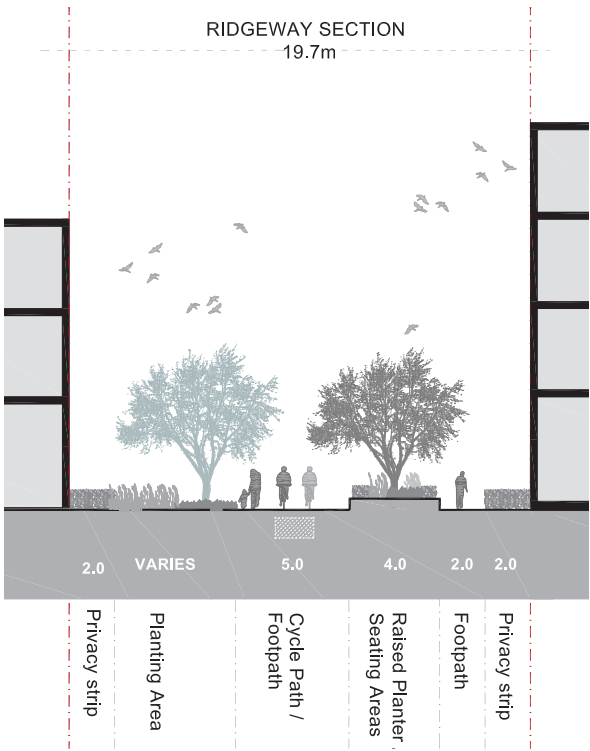 RIDGEWAY SECTION
19.7m
2.0 VARIES 5.0 4.0 2.0 2.0
Privacy strip
Planting Area
Cycle Path /
Footpath
Raised Planter
Seating Areas
Footpath
Privacy strip